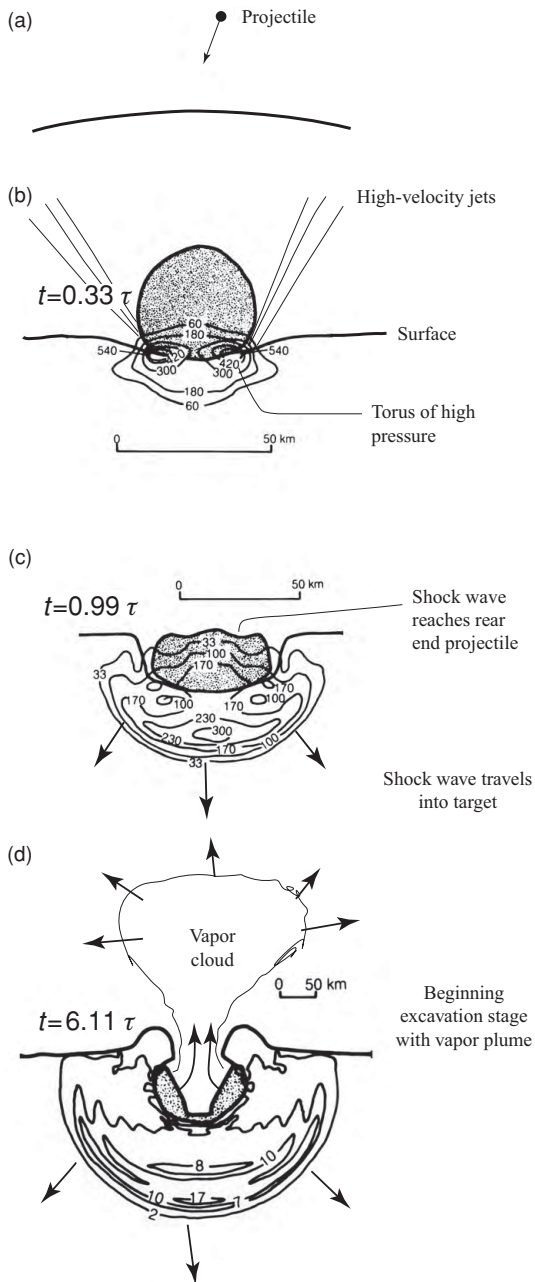 (a)
Projectile
(b)
High-velocity jets
t=0.33 τ
60
180
Surface
540
120
420
540
300
300
180
60
Torus of high
pressure
0 50 km
(c)
0 50 km
t=0.99 τ
Shock wave
reaches rear
end projectile
33
100
170
33
170
170
100
170
100
230
300
230
170
100
33
Shock wave travels
into target
(d)
Vapor
cloud
0 50 km
t=6.11 τ
Beginning
excavation stage
with vapor plume
8
10
10
17
7
2